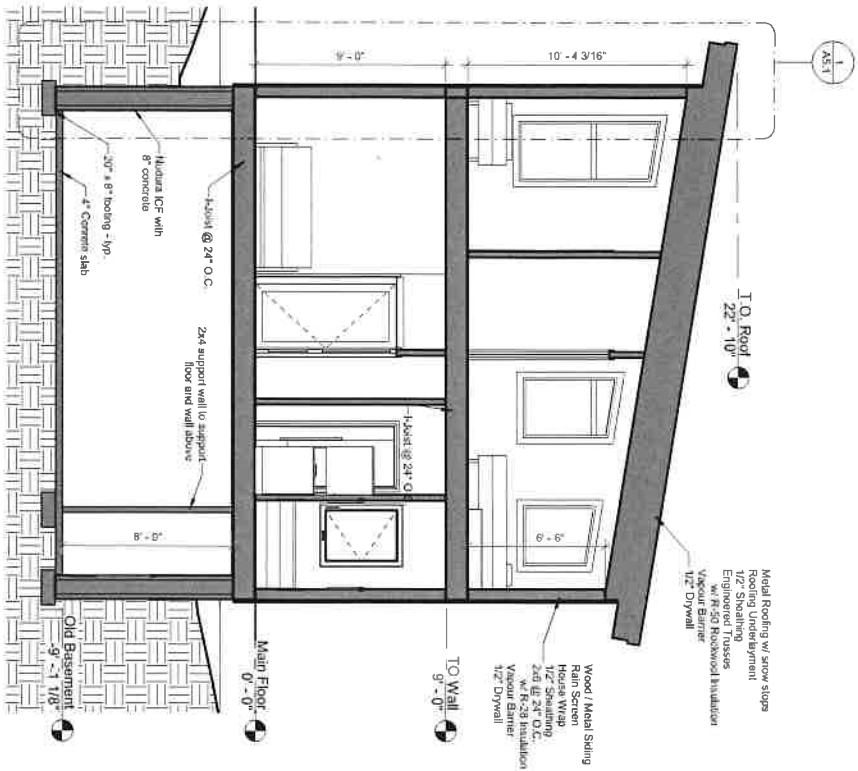 1
A5.1
10' - 4 3/16"
9' - 0"
T.O. Roof
22' - 10"
Metal Roofing w/ snow stops
Roofing Underlayment
1/2" Sheathing
Engineered Trusses
w/ R-50 Rockwool Insulation
Vapour Barrier
1/2" Drywall
6' - 6"
Wood / Metal Siding
Rain Screen
House Wrap
1/2" Sheathing
2x6 @ 24" O.C.
w/ R-28 Insulation
Vapour Barrier
1/2" Drywall
TO Wall
9' - 0"
I-Joist @ 24" O.C
I-Joist @ 24" O.C.
Main Floor
0' - 0"
Nudura ICF with
8" concrete
20" x 8" footing - typ.
4" Concrete slab
2x4 support wall to support
floor and wall above
8' - 0"
Old Basement
-9' - 1 1/8"